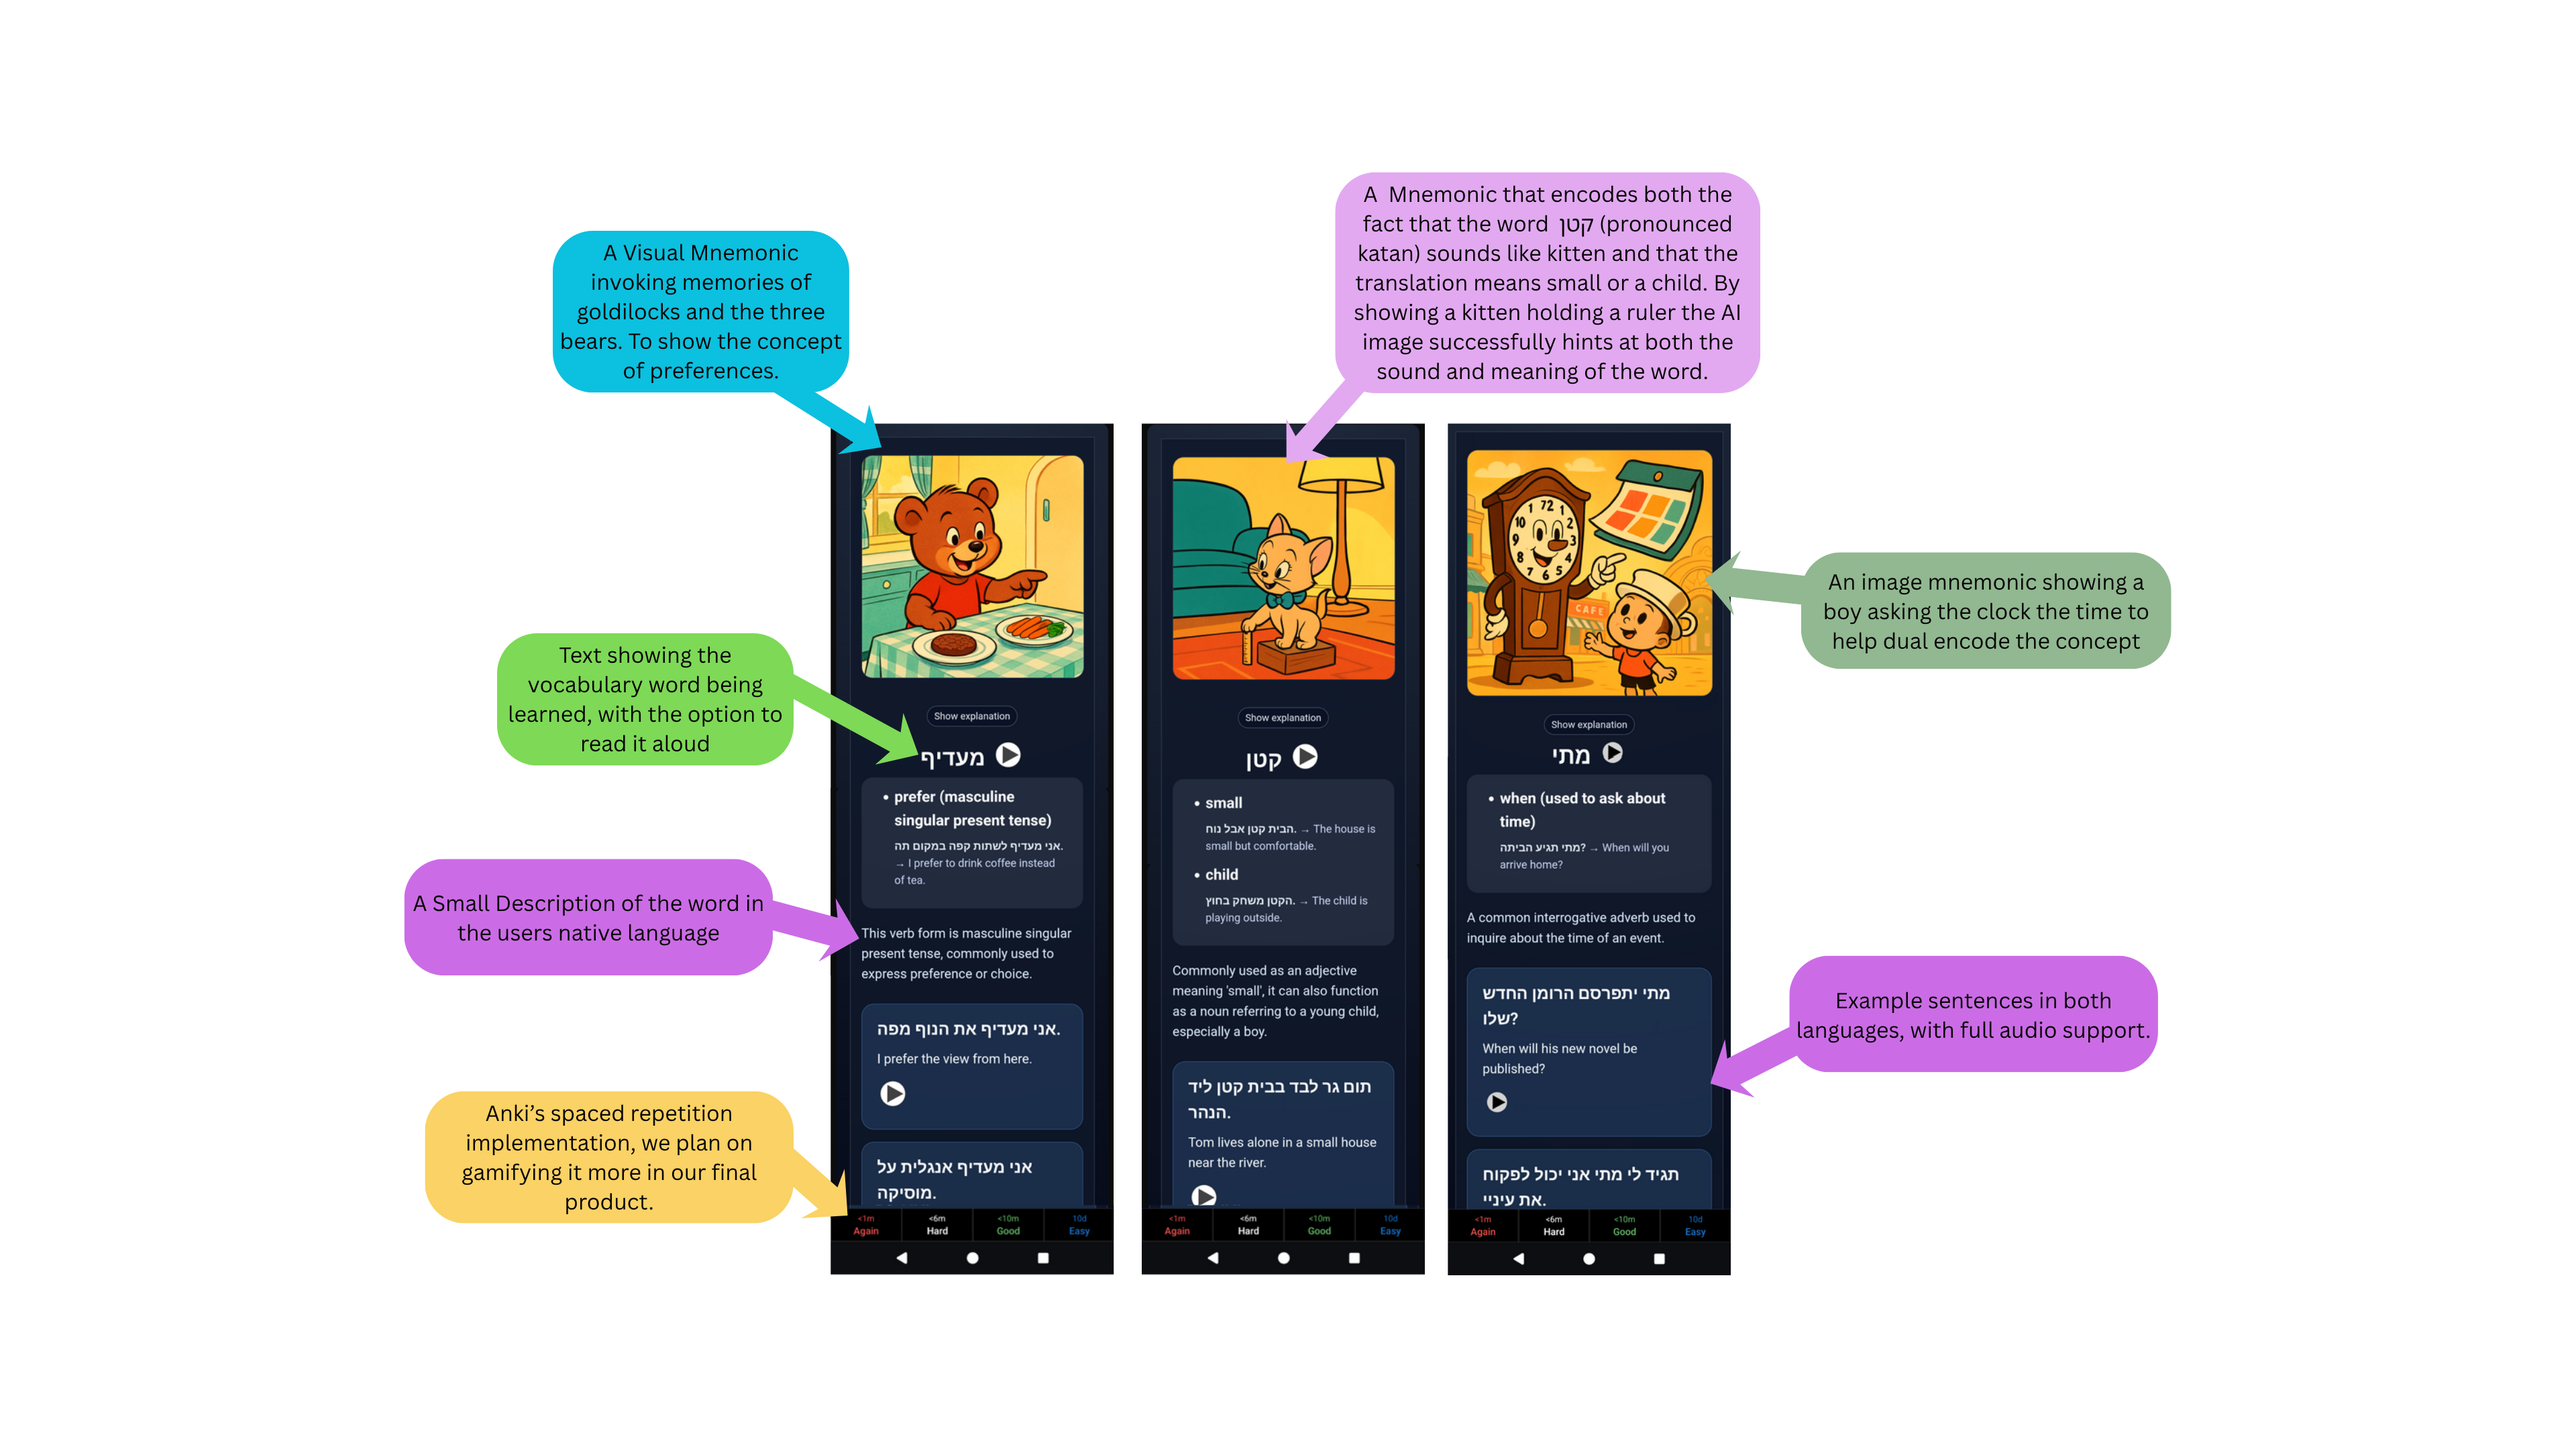 A Visual Mnemonic
invoking memories of
goldilocks and the three
bears. To show the concept
of preferences.
A  Mnemonic that encodes both the
fact that the word  קטן (pronounced
katan) sounds like kitten and that the
translation means small or a child. By
showing a kitten holding a ruler the AI
image successfully hints at both the
sound and meaning of the word.
An image mnemonic showing a
boy asking the clock the time to
help dual encode the concept
Text showing the
vocabulary word being
learned, with the option to
read it aloud
A Small Description of the word in
the users native language
Anki’s spaced repetition
implementation, we plan on
gamifying it more in our final
product.
Example sentences in both
languages, with full audio support.
Show explanation
מעדיף
• prefer (masculine
singular present tense)
אני מעדיף לשתות קפה במקום תה.
→ I prefer to drink coffee instead
of tea.
This verb form is masculine singular
present tense, commonly used to
express preference or choice.
אני מעדיף את הנוף מפה.
I prefer the view from here.
אני מעדיף אנגלית על
מוסיקה.
<1m <6m <10m 10d
Again Hard Good Easy
Show explanation
קטן
• small
הבית קטן אבל נוח. → The house is
small but comfortable.
• child
הקטן משחק בחוץ. → The child is
playing outside.
Commonly used as an adjective
meaning 'small', it can also function
as a noun referring to a young child,
especially a boy.
תום גר לבד בבית קטן ליד
הנהר.
Tom lives alone in a small house
near the river.
<1m <6m <10m 10d
Again Hard Good Easy
72 1
2
3
4
5
6
7
8
9
10
CAFE
Show explanation
מתי
• when (used to ask about
time)
מתי תגיע הביתה? → When will you
arrive home?
A common interrogative adverb used to
inquire about the time of an event.
מתי יתפרסם הרומן החדש
שלו?
When will his new novel be
published?
תגיד לי מתי אני יכול לפקוח
את עיניי.
<1m <6m <10m 10d
Again Hard Good Easy